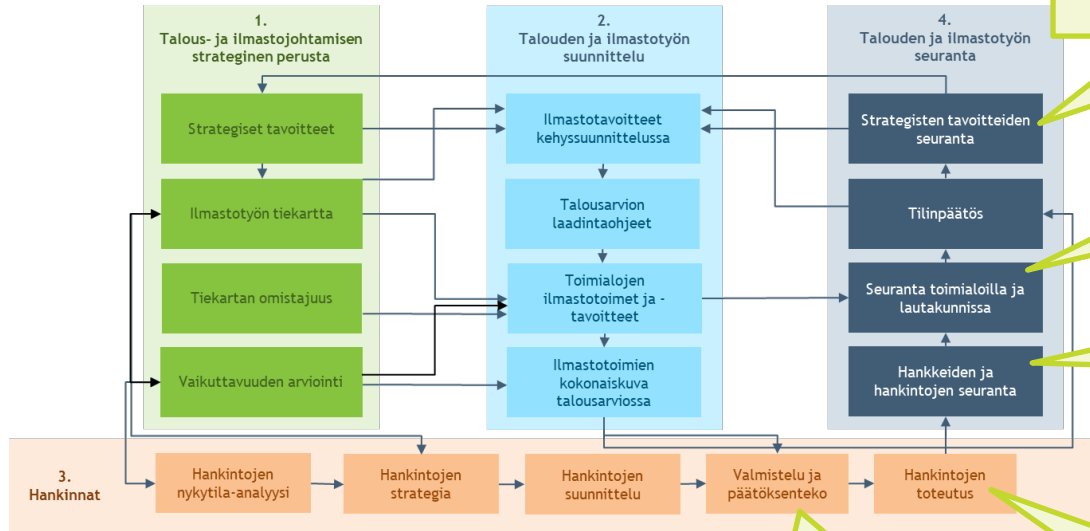 1.
Talous- ja ilmastojohtamisen
strateginen perusta
Strategiset tavoitteet
Ilmastotyön tiekartta
Tiekartan omistajuus
Vaikuttavuuden arviointi
2.
Talouden ja ilmastotyön
suunnittelu
Ilmastotavoitteet
kehyssuunnittelussa
Talousarvion
laadintaohjeet
Toimialojen
ilmastotoimet ja -
tavoitteet
Ilmastotoimien
kokonaiskuva
talousarviossa
4.
Talouden ja ilmastotyön
seuranta
Strategisten tavoitteiden
seuranta
Tilinpäätös
Seuranta toimialoilla ja
lautakunnissa
Hankkeiden ja
hankintojen seuranta
3.
Hankinnat
Hankintojen
nykytila-analyysi
Hankintojen
strategia
Hankintojen
suunnittelu
Valmistelu ja
päätöksenteko
Hankintojen
toteutus